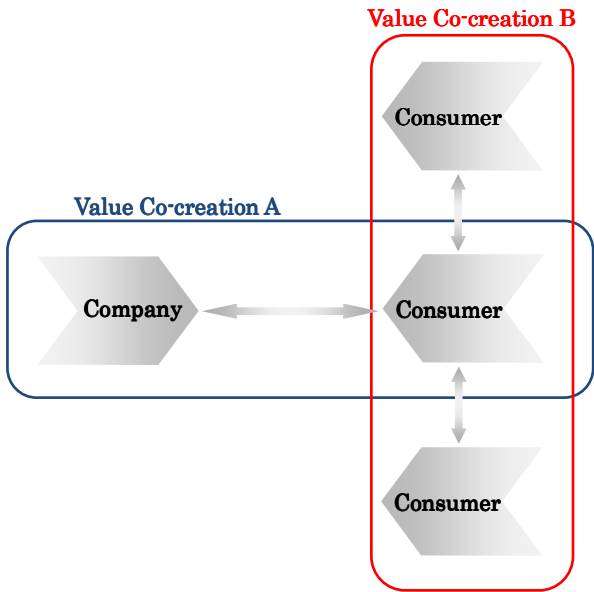 Value Co-creation B
Consumer
Value Co-creation A
Company
Consumer
Consumer